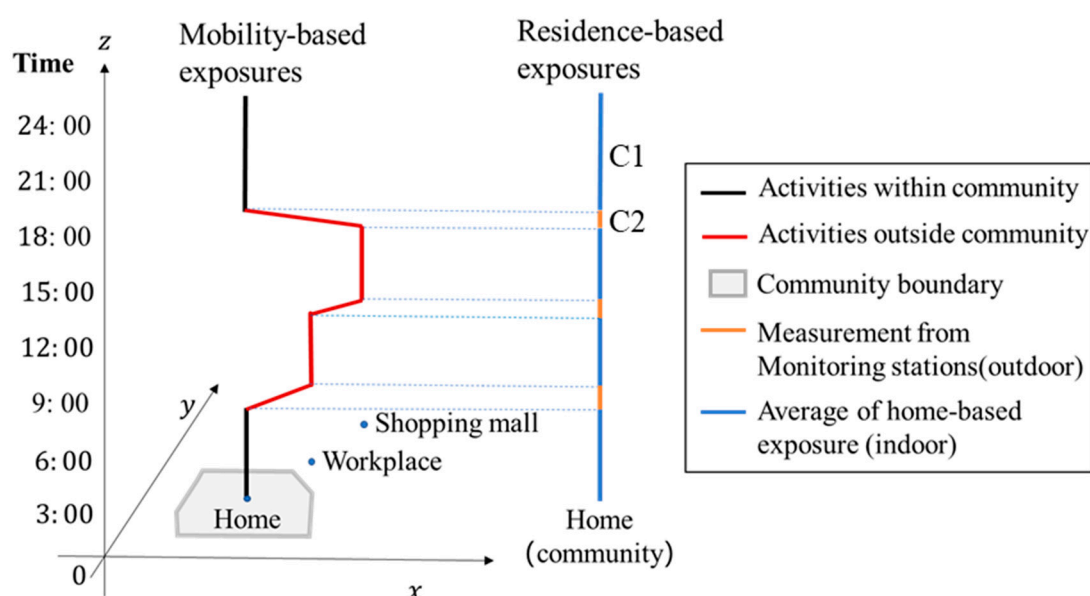 z
Time
Mobility-based
exposures
Residence-based
exposures
24: 00
21: 00
18: 00
15: 00
12: 00
9: 00
6: 00
3: 00
0
y
x
C1
C2
Shopping mall
Workplace
Home
Home
(community)
Activities within community
Activities outside community
Community boundary
Measurement from
Monitoring stations(outdoor)
Average of home-based
exposure (indoor)